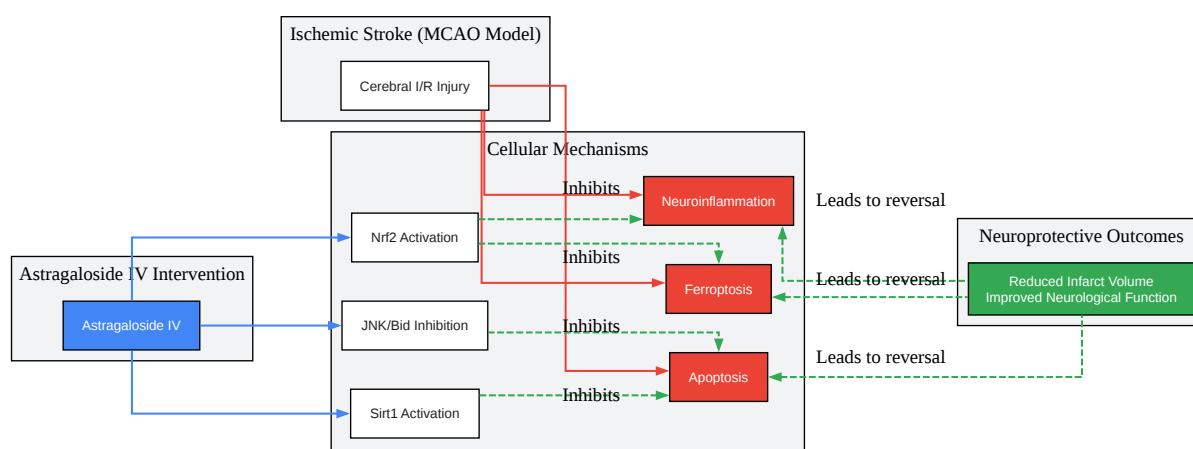 Ischemic Stroke (MCAO Model)
Cerebral I/R Injury
Cellular Mechanisms
Inhibits
Neuroinflammation
Leads to reversal
Nrf2 Activation
Neuroprotective Outcomes
Inhibits
Astragaloside IV Intervention
Ferroptosis
Leads to reversal
Reduced Infarct Volume
Improved Neurological Function
Astragaloside IV
JNK/Bid Inhibition
Inhibits
Leads to reversal
Apoptosis
Inhibits
Sirt1 Activation